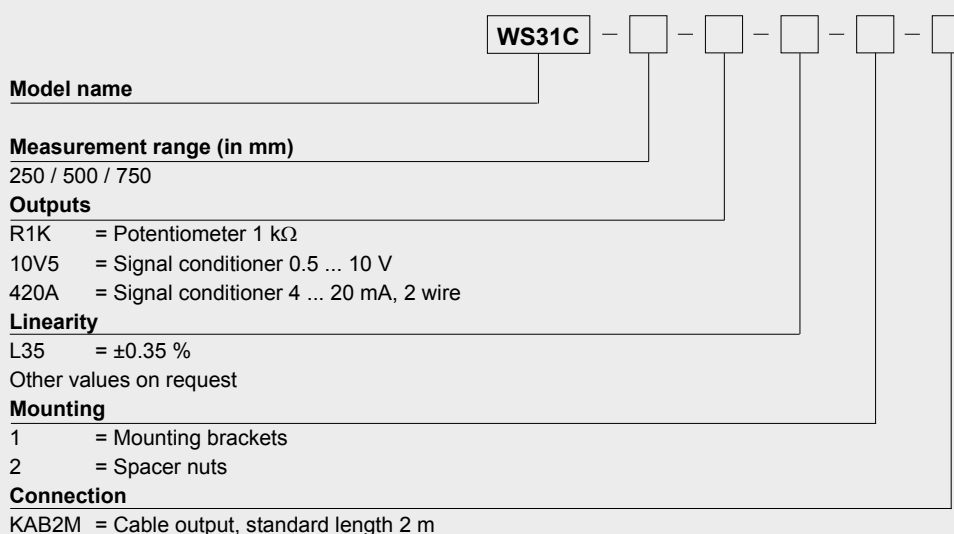 WS31C – – – – –
Model name
Measurement range (in mm)
250 / 500 / 750
Outputs
R1K = Potentiometer 1 kΩ
10V5 = Signal conditioner 0.5 ... 10 V
420A = Signal conditioner 4 ... 20 mA, 2 wire
Linearity
L35 = ±0.35 %
Other values on request
Mounting
1 = Mounting brackets
2 = Spacer nuts
Connection
KAB2M = Cable output, standard length 2 m